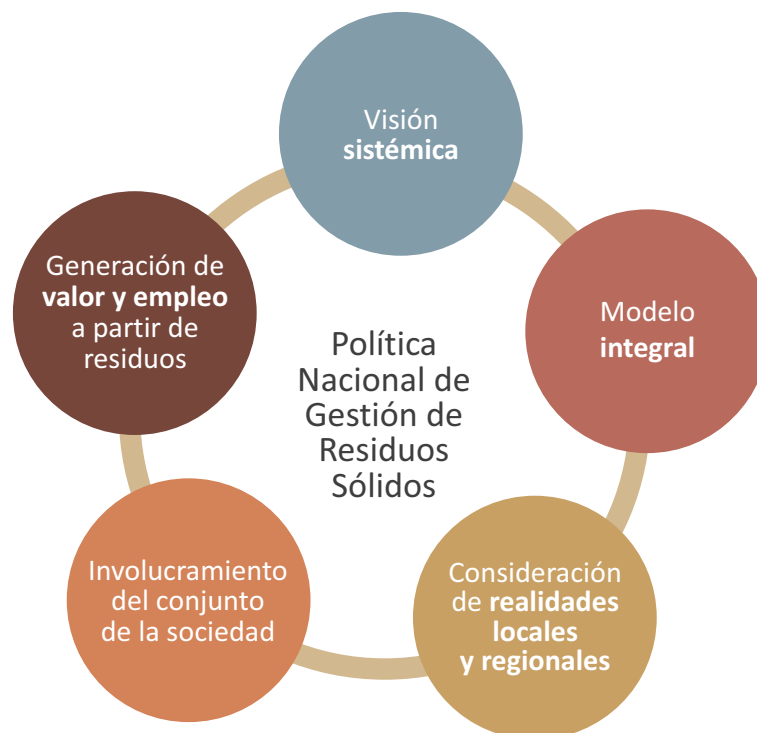 Visión
sistémica
Modelo
integral
Consideración
de realidades
locales
y regionales
Involucramiento
del conjunto
de la sociedad
Generación de
valor y empleo
a partir de
residuos
Política
Nacional de
Gestión de
Residuos
Sólidos